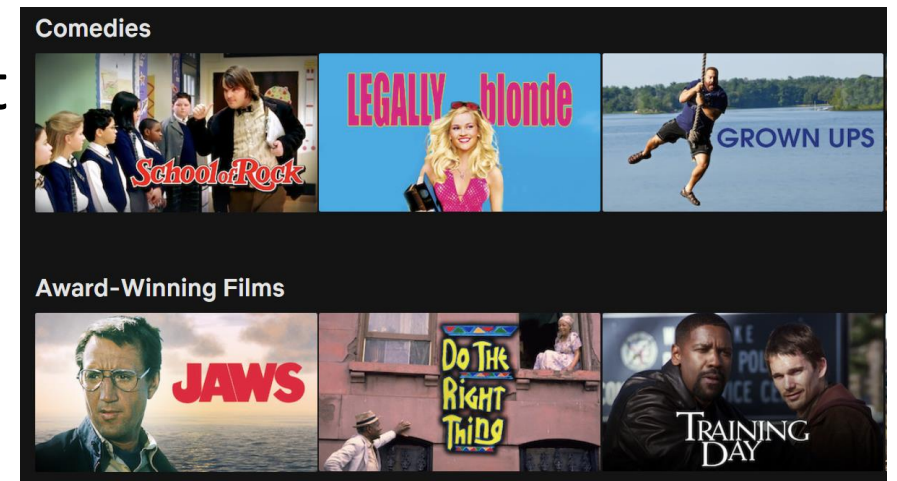 t
Comedies
School of Rock
LEGALLY blonde
GROWN UPS
Award-Winning Films
JAWS
DO THE
RIGHT
Thing
TRAINING
DAY